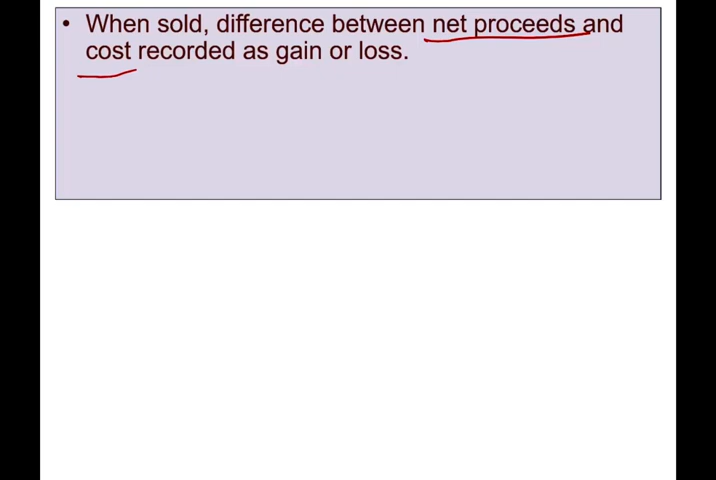 • When sold, difference between net proceeds and
cost recorded as gain or loss.